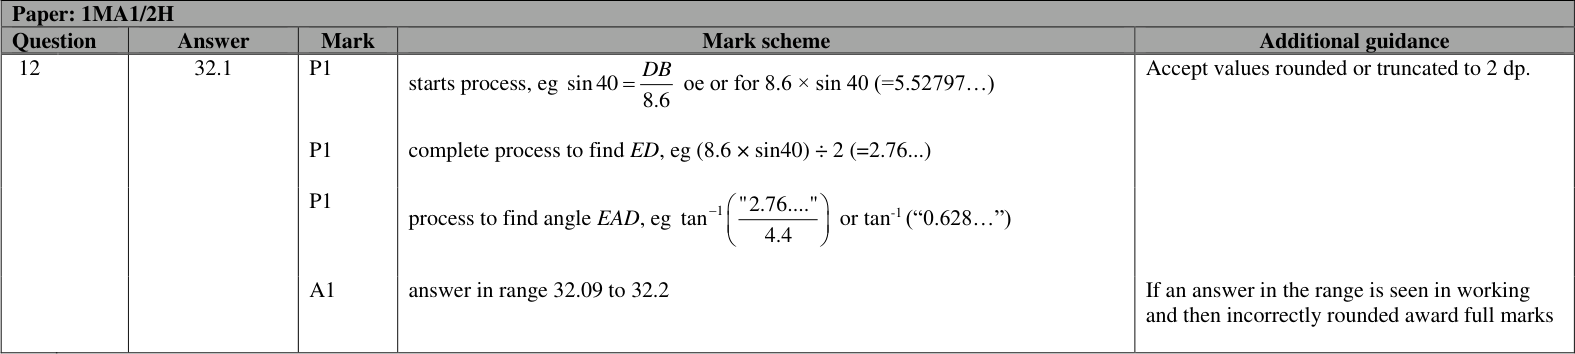 Paper: 1MA1/2H
Question Answer Mark Mark scheme Additional guidance
12 32.1 P1 starts process, eg sin 40 = DB/8.6 oe or for 8.6 × sin 40 (=5.52797…) Accept values rounded or truncated to 2 dp.
P1 complete process to find ED, eg (8.6 × sin40) ÷ 2 (=2.76...)
P1 process to find angle EAD, eg tan⁻¹("2.76...."/4.4) or tan⁻¹ (“0.628…”)
A1 answer in range 32.09 to 32.2 If an answer in the range is seen in working
and then incorrectly rounded award full marks